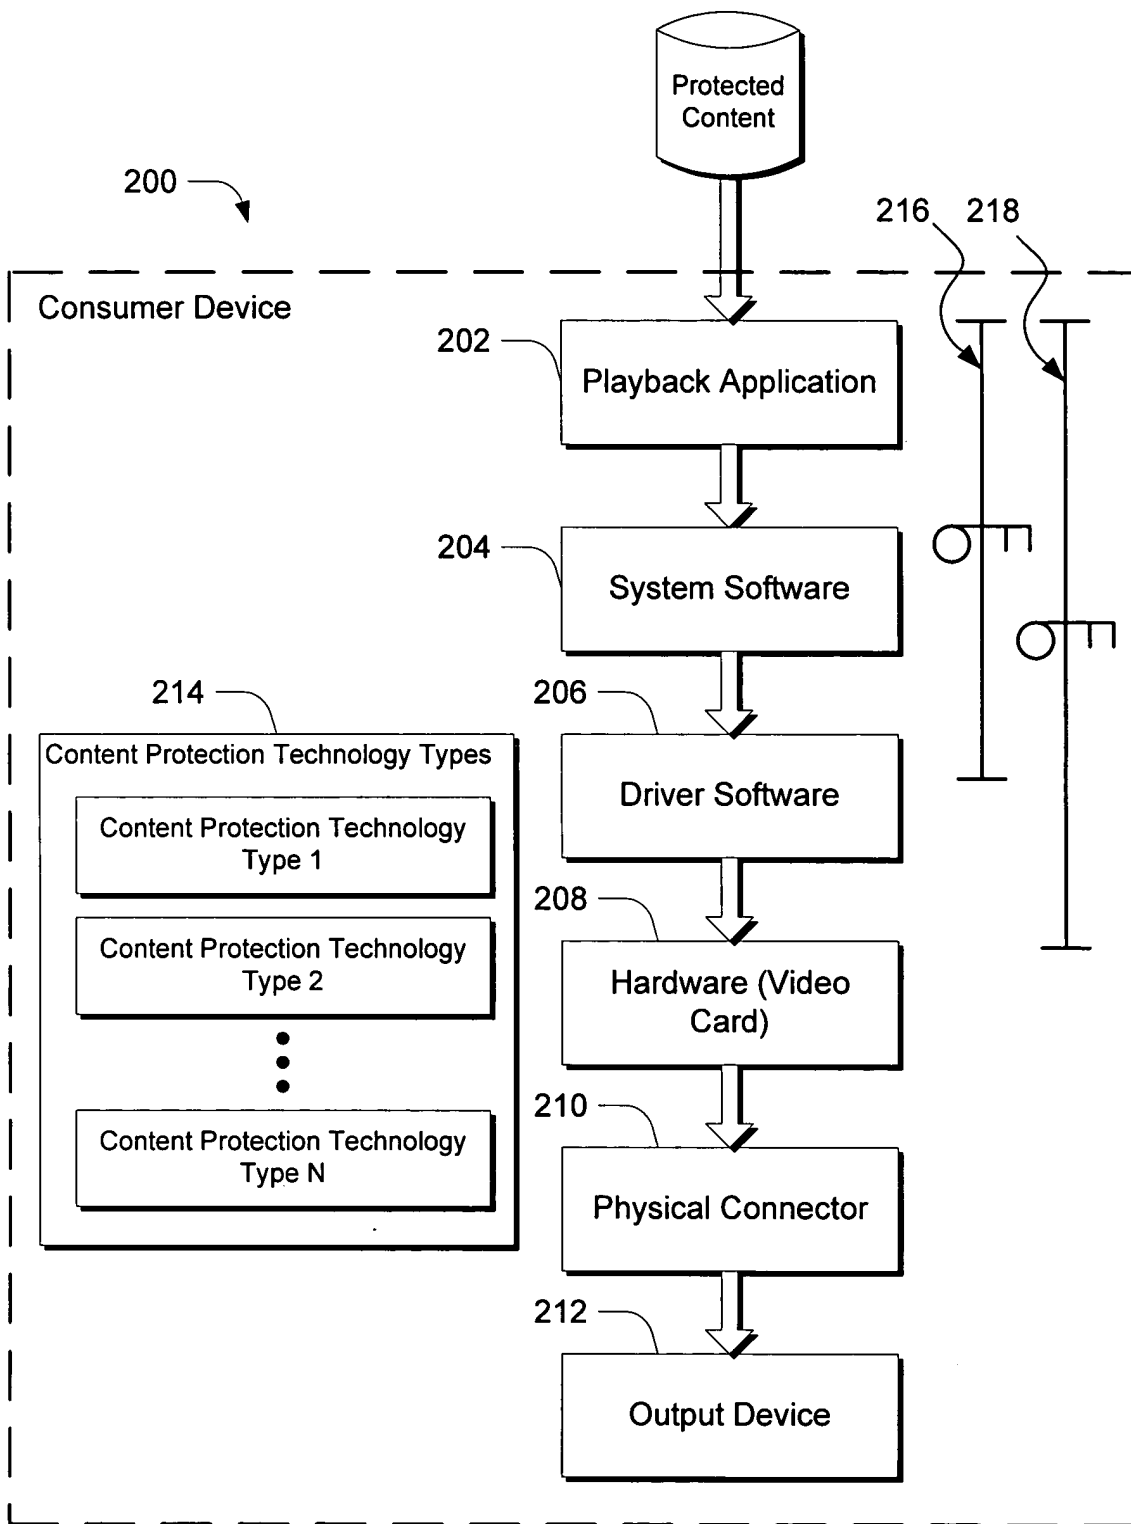 Protected
Content
200
216
218
Consumer Device
202
Playback Application
204
System Software
214
206
Content Protection Technology Types
Driver Software
Content Protection Technology
Type 1
208
Content Protection Technology
Type 2
Hardware (Video
Card)
210
Content Protection Technology
Type N
Physical Connector
212
Output Device